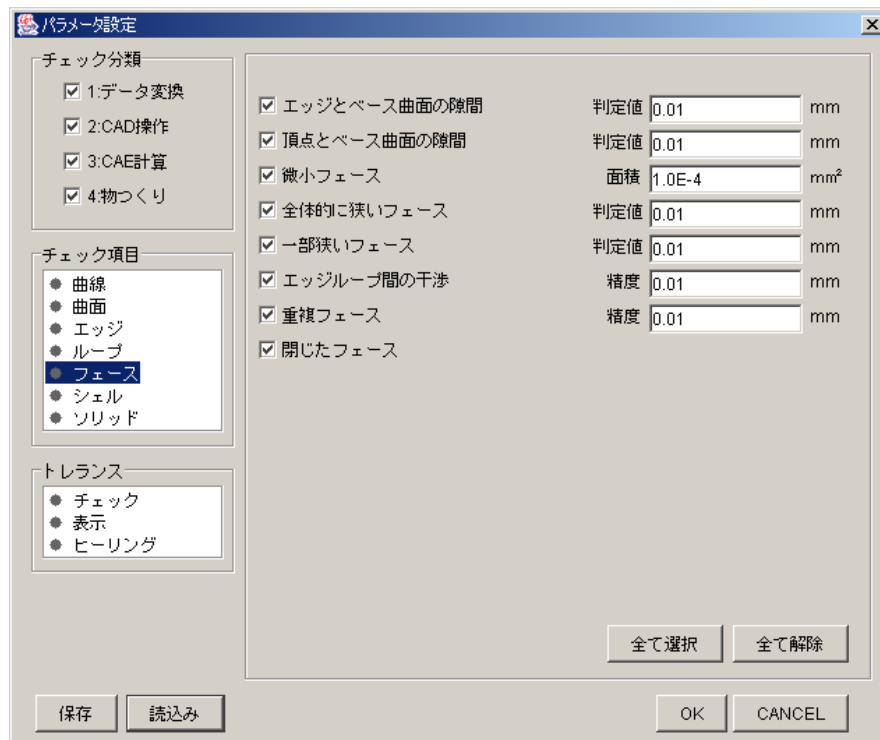 パラメータ設定
チェック分類
1:データ変換
2:CAD操作
3:CAE計算
4:物つくり
チェック項目
曲線
曲面
エッジ
ループ
フェース
シェル
ソリッド
トレランス
チェック
表示
ヒーリング
エッジとベース曲面の隙間 判定値 0.01 mm
頂点とベース曲面の隙間 判定値 0.01 mm
微小フェース 面積 1.0E-4 mm²
全体的に狭いフェース 判定値 0.01 mm
一部狭いフェース 判定値 0.01 mm
エッジループ間の干渉 精度 0.01 mm
重複フェース 精度 0.01 mm
閉じたフェース
全て選択 全て解除
保存 読込み OK CANCEL